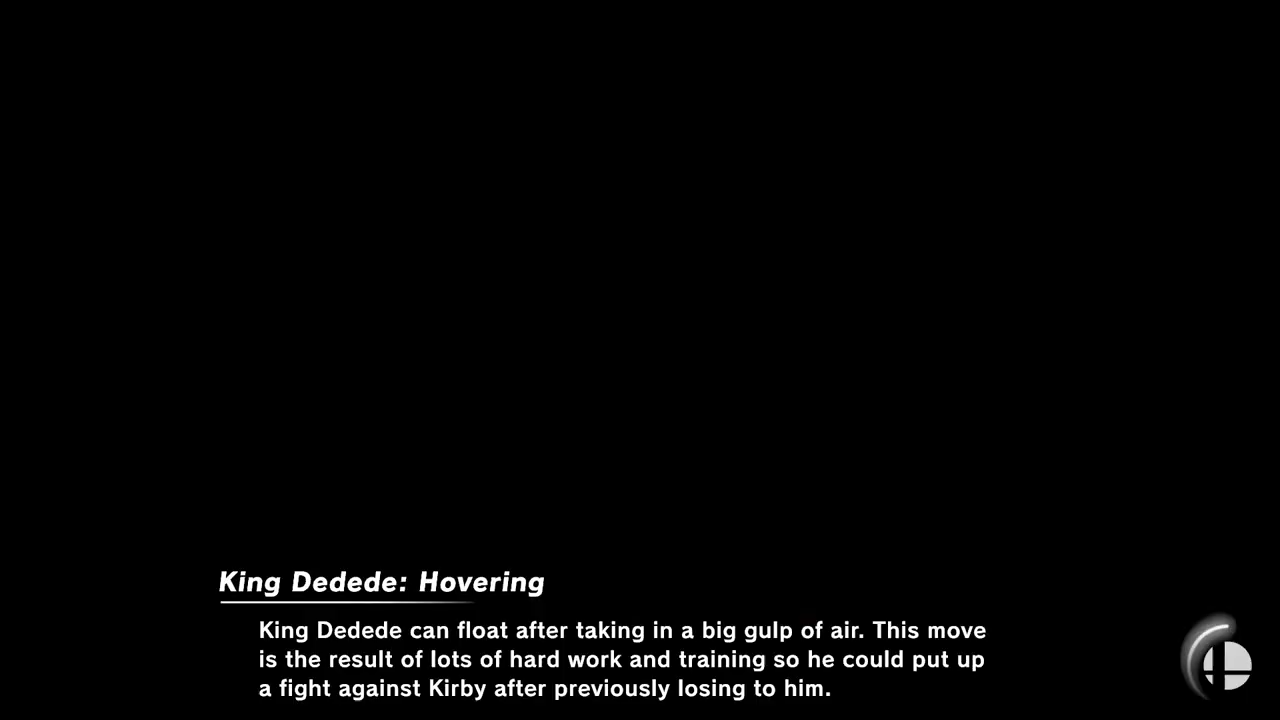 King Dedede: Hovering
King Dedede can float after taking in a big gulp of air. This move
is the result of lots of hard work and training so he could put up
a fight against Kirby after previously losing to him.